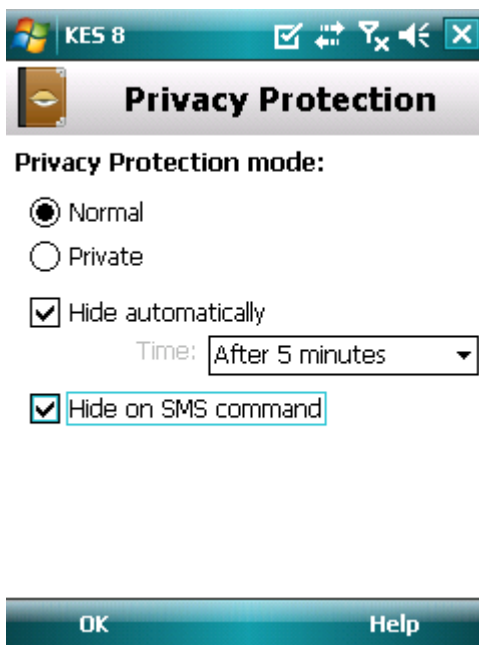 KES 8
Privacy Protection
Privacy Protection mode:
Normal
Private
Hide automatically
Time: After 5 minutes
Hide on SMS command
OK Help